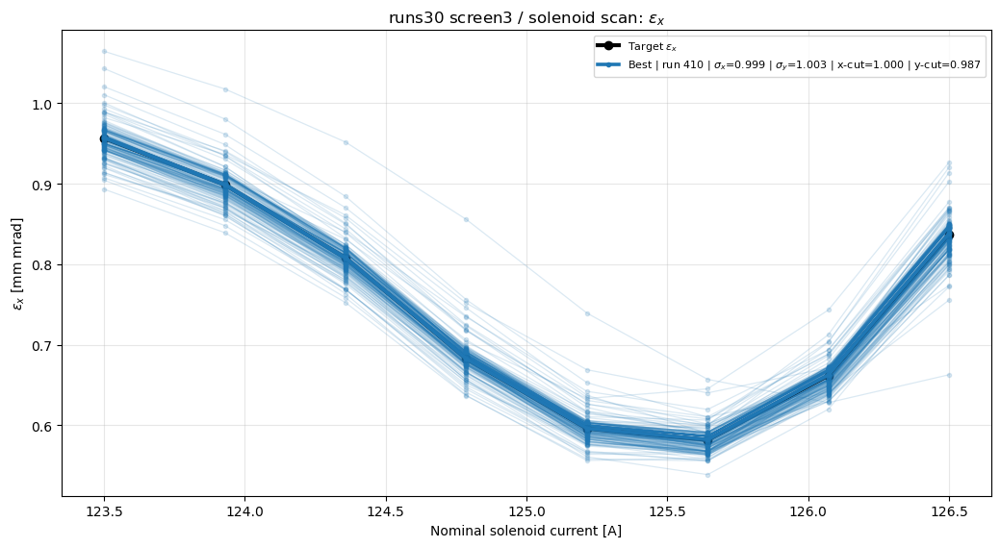 runs30 screen3 / solenoid scan: εₓ
Target εₓ
Best | run 410 | σₓ=0.999 | σᵧ=1.003 | x-cut=1.000 | y-cut=0.987
εₓ [mm mrad]
1.0
0.9
0.8
0.7
0.6
123.5 124.0 124.5 125.0 125.5 126.0 126.5
Nominal solenoid current [A]